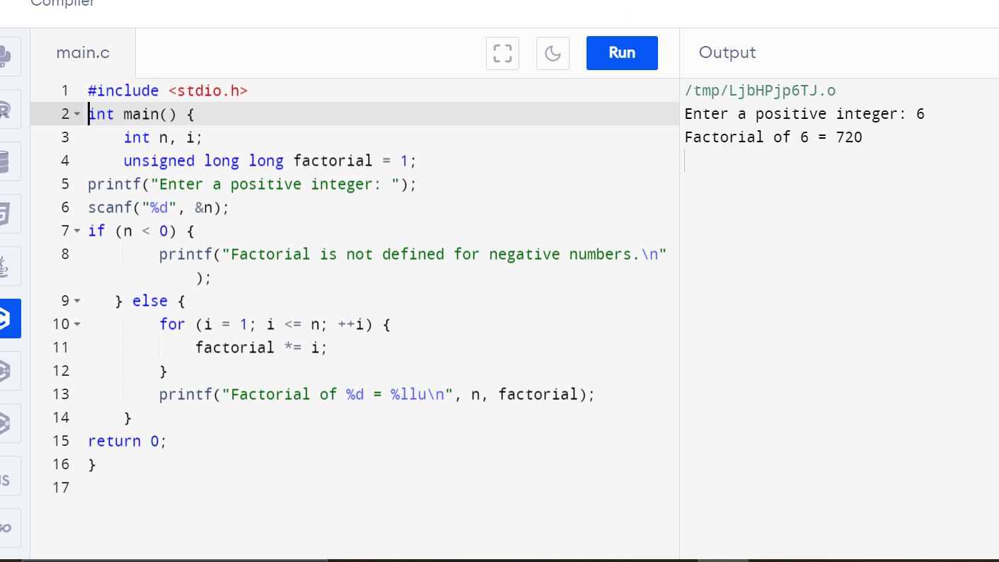 Compiler
main.c
Run
Output
1 #include <stdio.h>
2 int main() {
3     int n, i;
4     unsigned long long factorial = 1;
5 printf("Enter a positive integer: ");
6 scanf("%d", &n);
7 if (n < 0) {
8         printf("Factorial is not defined for negative numbers.\n"
);
9    } else {
10         for (i = 1; i <= n; ++i) {
11             factorial *= i;
12         }
13         printf("Factorial of %d = %llu\n", n, factorial);
14     }
15 return 0;
16 }
17
/tmp/LjbHPjp6TJ.o
Enter a positive integer: 6
Factorial of 6 = 720
R
JS
GO